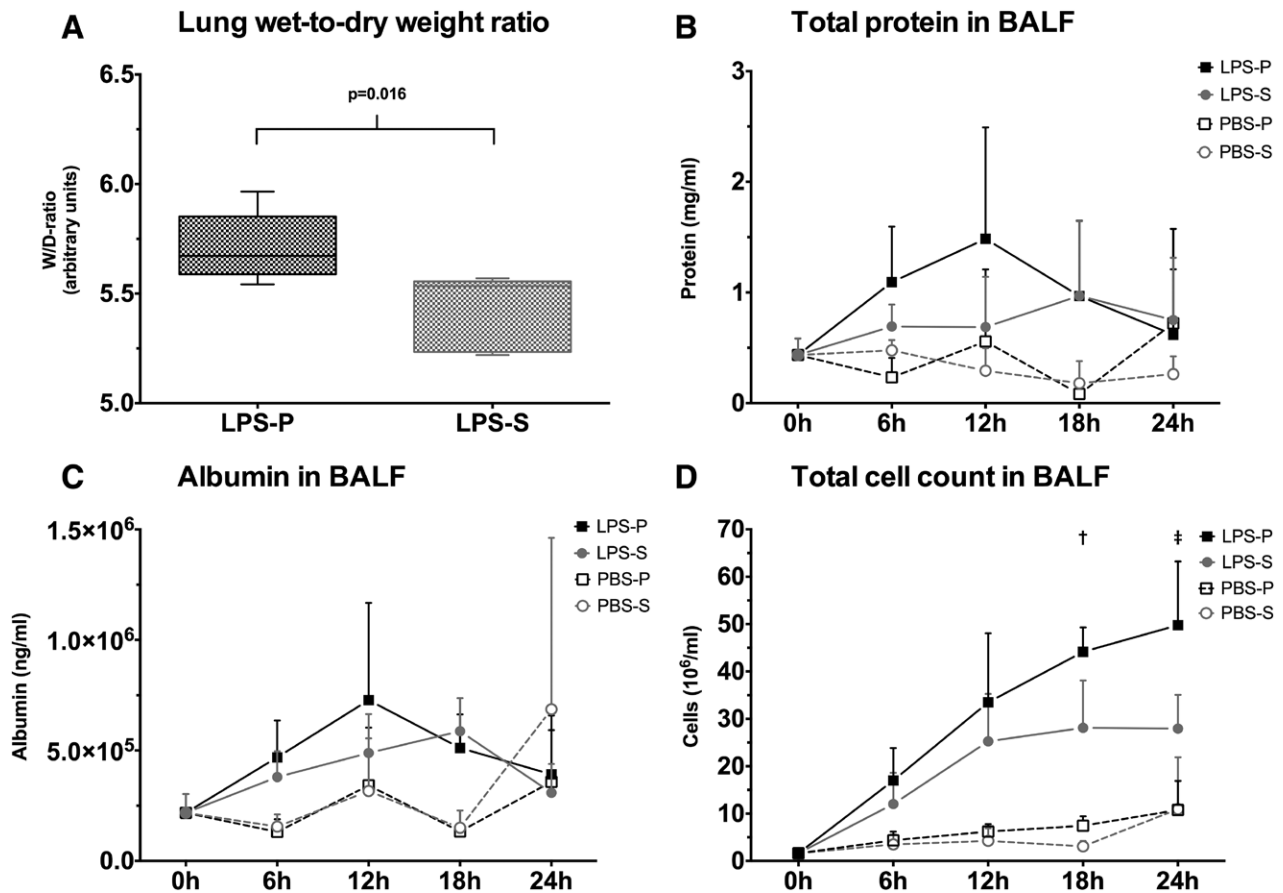 A Lung wet-to-dry weight ratio
6.5
6.0
5.5
5.0
W/D-ratio
(arbitrary units)
p=0.016
LPS-P LPS-S
B Total protein in BALF
3
2
1
0
Protein (mg/ml)
LPS-P
LPS-S
PBS-P
PBS-S
0h 6h 12h 18h 24h
C Albumin in BALF
1.5×10⁶
1.0×10⁶
5.0×10⁵
0.0
Albumin (ng/ml)
LPS-P
LPS-S
PBS-P
PBS-S
0h 6h 12h 18h 24h
D Total cell count in BALF
70
60
50
40
30
20
10
0
Cells (10⁶/ml)
† ‡
LPS-P
LPS-S
PBS-P
PBS-S
0h 6h 12h 18h 24h